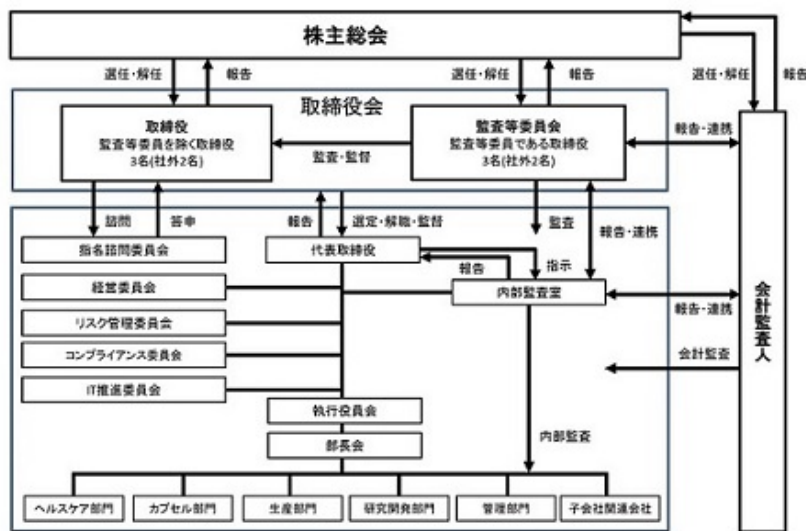 株主総会
選任・解任
報告
選任・解任
報告
選任・解任
報告
取締役会
取締役
監査等委員を除く取締役
3名(社外2名)
監査・監督
監査等委員会
監査等委員である取締役
3名(社外2名)
報告・連携
諮問
答申
報告
選定・解職・監督
監査
報告・連携
指名諮問委員会
代表取締役
報告
指示
経営委員会
内部監査室
報告・連携
会計監査人
リスク管理委員会
コンプライアンス委員会
会計監査
IT推進委員会
執行役員会
部長会
内部監査
ヘルスケア部門
カプセル部門
生産部門
研究開発部門
管理部門
子会社関連会社